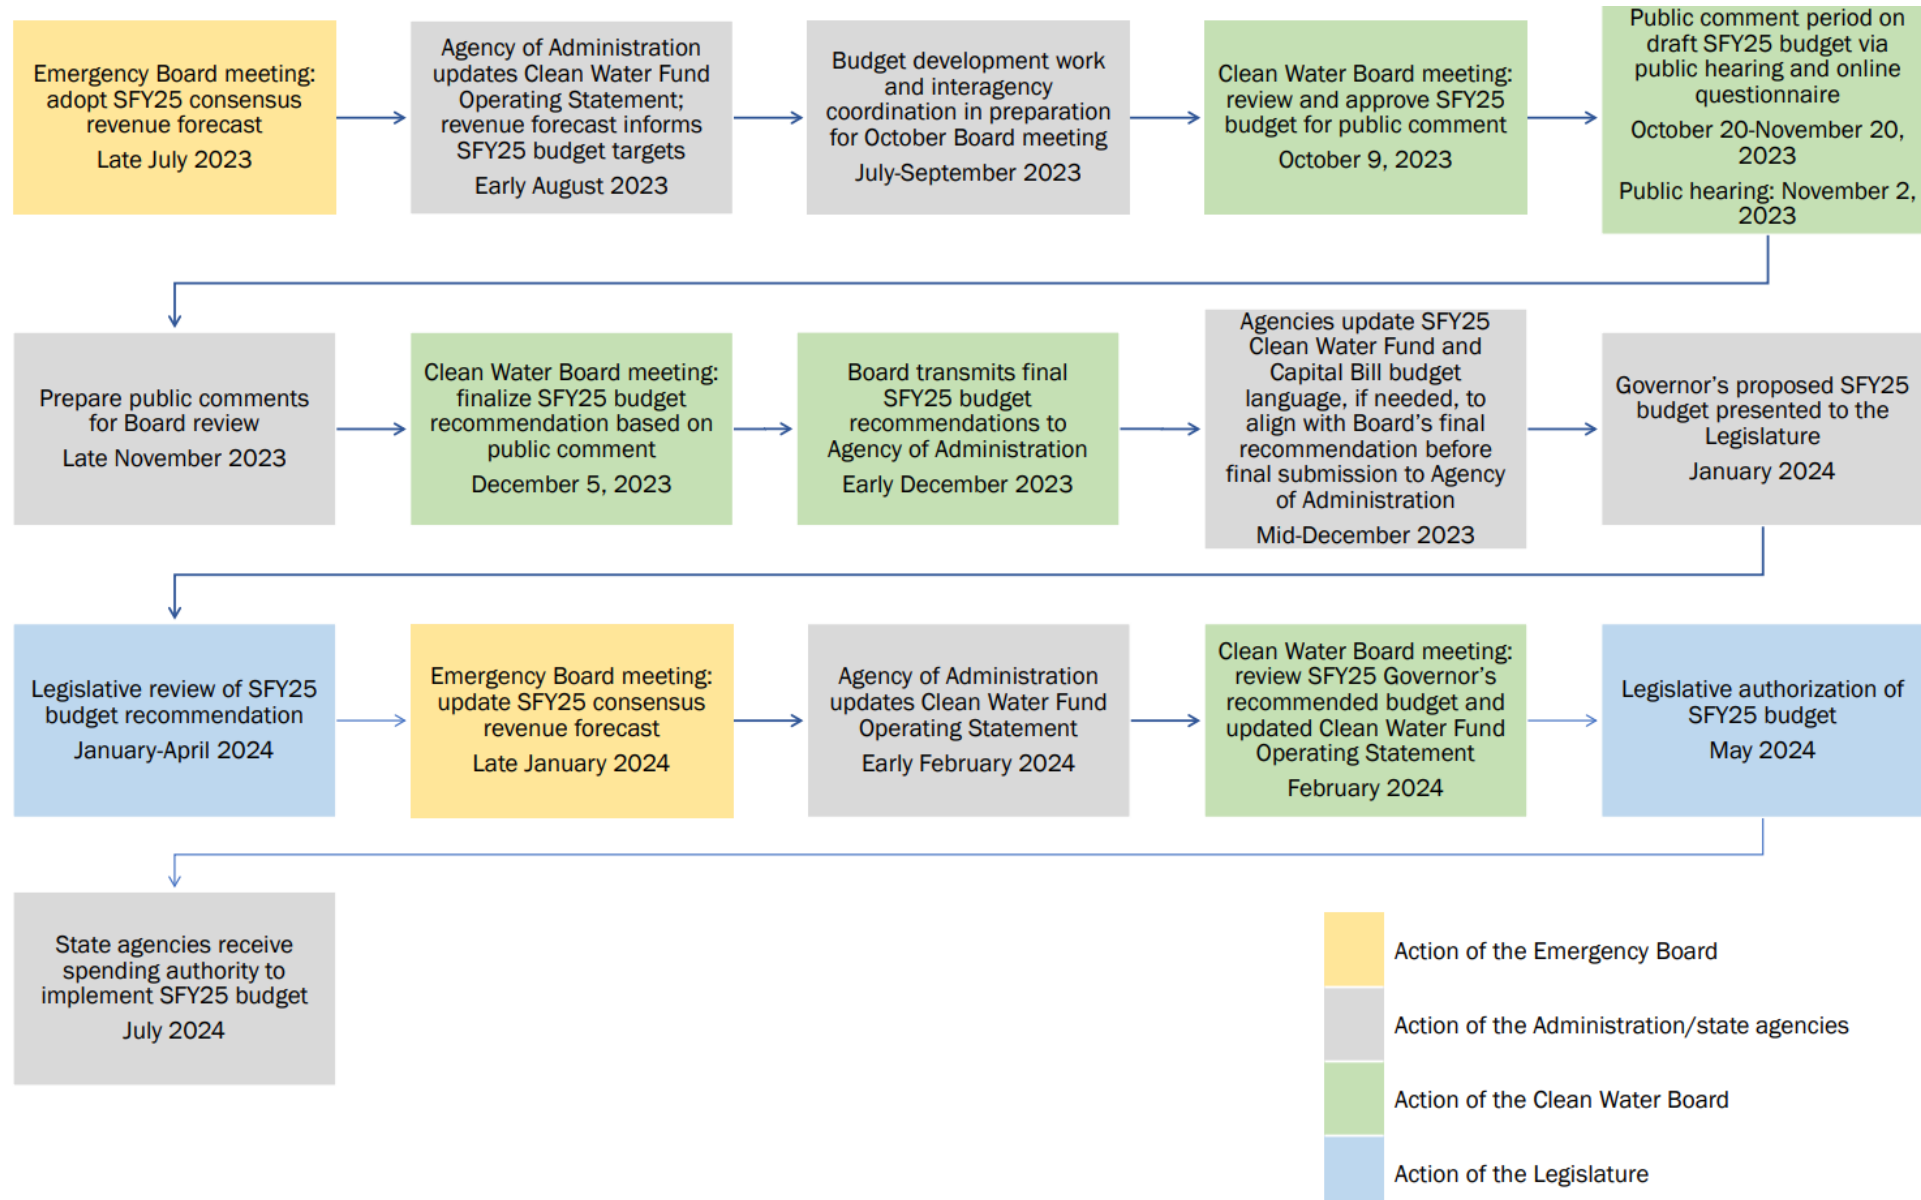 Emergency Board meeting:
adopt SFY25 consensus
revenue forecast
Late July 2023
Agency of Administration
updates Clean Water Fund
Operating Statement;
revenue forecast informs
SFY25 budget targets
Early August 2023
Budget development work
and interagency
coordination in preparation
for October Board meeting
July-September 2023
Clean Water Board meeting:
review and approve SFY25
budget for public comment
October 9, 2023
Public comment period on
draft SFY25 budget via
public hearing and online
questionnaire
October 20-November 20,
2023
Public hearing: November 2,
2023
Prepare public comments
for Board review
Late November 2023
Clean Water Board meeting:
finalize SFY25 budget
recommendation based on
public comment
December 5, 2023
Board transmits final
SFY25 budget
recommendations to
Agency of Administration
Early December 2023
Agencies update SFY25
Clean Water Fund and
Capital Bill budget
language, if needed, to
align with Board’s final
recommendation before
final submission to Agency
of Administration
Mid-December 2023
Governor’s proposed SFY25
budget presented to the
Legislature
January 2024
Legislative review of SFY25
budget recommendation
January-April 2024
Emergency Board meeting:
update SFY25 consensus
revenue forecast
Late January 2024
Agency of Administration
updates Clean Water Fund
Operating Statement
Early February 2024
Clean Water Board meeting:
review SFY25 Governor’s
recommended budget and
updated Clean Water Fund
Operating Statement
February 2024
Legislative authorization of
SFY25 budget
May 2024
State agencies receive
spending authority to
implement SFY25 budget
July 2024
Action of the Emergency Board
Action of the Administration/state agencies
Action of the Clean Water Board
Action of the Legislature